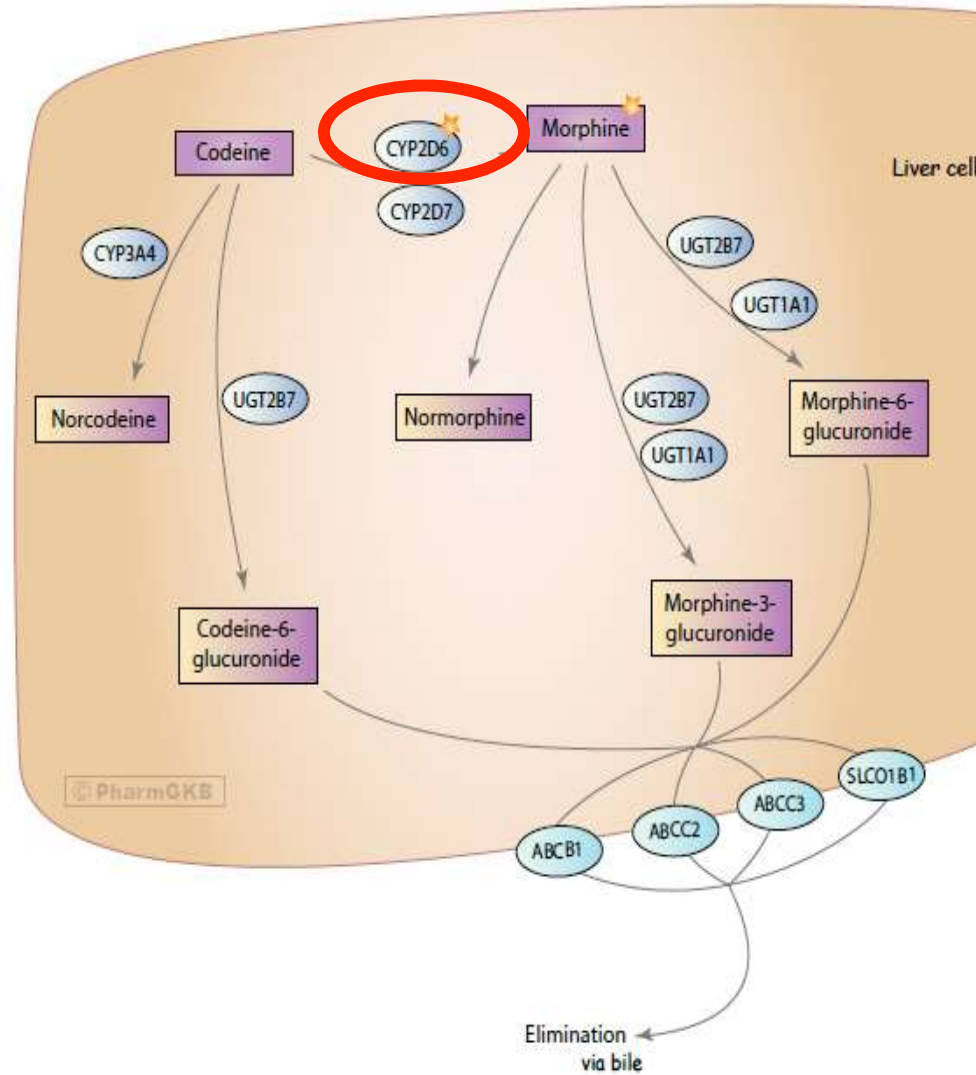 Codeine
CYP2D6
Morphine
CYP2D7
Liver cell
CYP3A4
UGT2B7
UGT1A1
Norcodeine
UGT2B7
Normorphine
UGT2B7
UGT1A1
Morphine-6-
glucuronide
Codeine-6-
glucuronide
Morphine-3-
glucuronide
© PharmGKB
ABCB1
ABCC2
ABCC3
SLCO1B1
Elimination
via bile